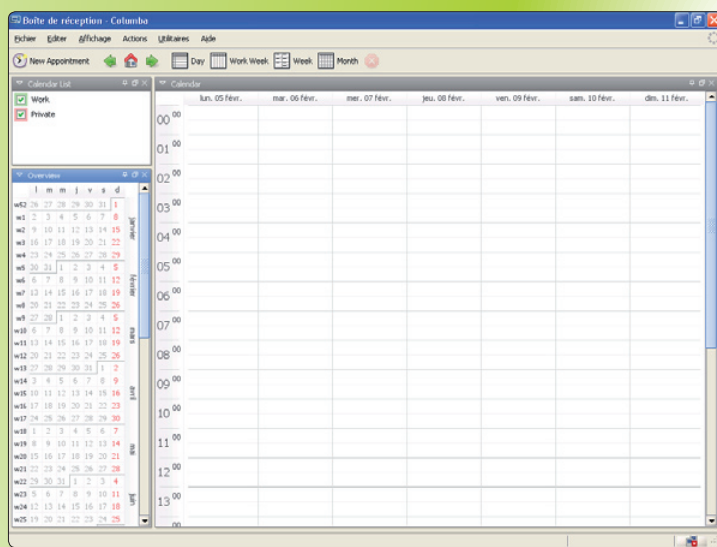 Boîte de réception - Columba
Fichier Editer Affichage Actions Utilitaires Aide
New Appointment Day Work Week Week Month
Calendar List
Work
Private
Overview
l m m j v s d
w52 26 27 28 29 30 31 1
w1 2 3 4 5 6 7 8
w2 9 10 11 12 13 14 15
w3 16 17 18 19 20 21 22
w4 23 24 25 26 27 28 29
w5 30 31 1 2 3 4 5
w6 6 7 8 9 10 11 12
w7 13 14 15 16 17 18 19
w8 20 21 22 23 24 25 26
w9 27 28 1 2 3 4 5
w10 6 7 8 9 10 11 12
w11 13 14 15 16 17 18 19
w12 20 21 22 23 24 25 26
w13 27 28 29 30 31 1 2
w14 3 4 5 6 7 8 9
w15 10 11 12 13 14 15 16
w16 17 18 19 20 21 22 23
w17 24 25 26 27 28 29 30
w18 1 2 3 4 5 6 7
w19 8 9 10 11 12 13 14
w20 15 16 17 18 19 20 21
w21 22 23 24 25 26 27 28
w22 29 30 31 1 2 3 4
w23 5 6 7 8 9 10 11
w24 12 13 14 15 16 17 18
w25 19 20 21 22 23 24 25
janvier
février
mars
avril
mai
juin
Calendar
lun. 05 févr. mar. 06 févr. mer. 07 févr. jeu. 08 févr. ven. 09 févr. sam. 10 févr. dim. 11 févr.
00 00
01 00
02 00
03 00
04 00
05 00
06 00
07 00
08 00
09 00
10 00
11 00
12 00
13 00
00